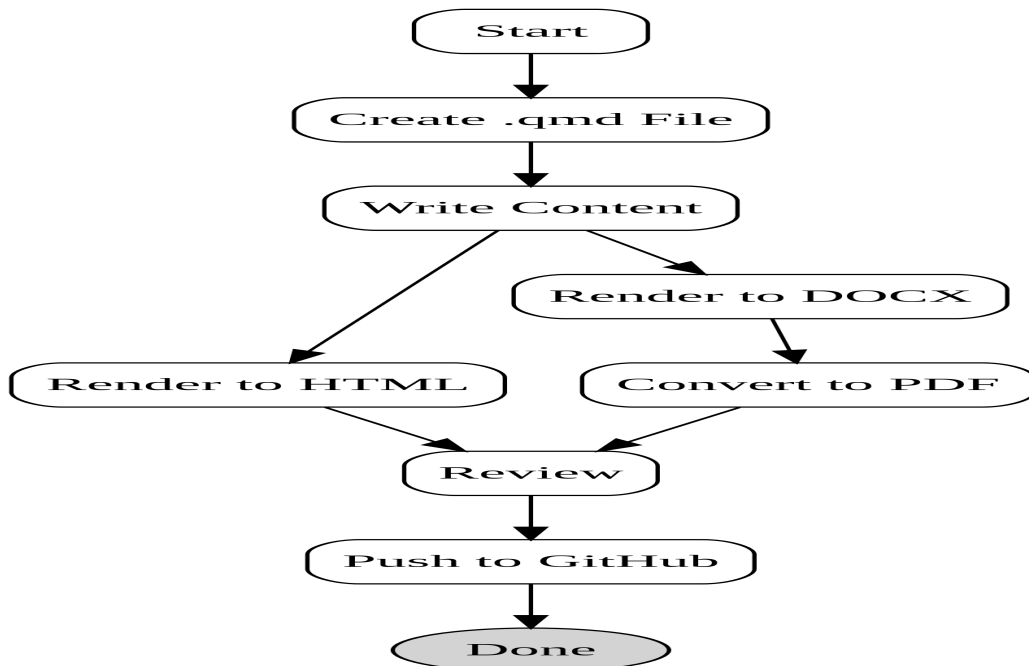 Start
Create .qmd File
Write Content
Render to DOCX
Render to HTML
Convert to PDF
Review
Push to GitHub
Done